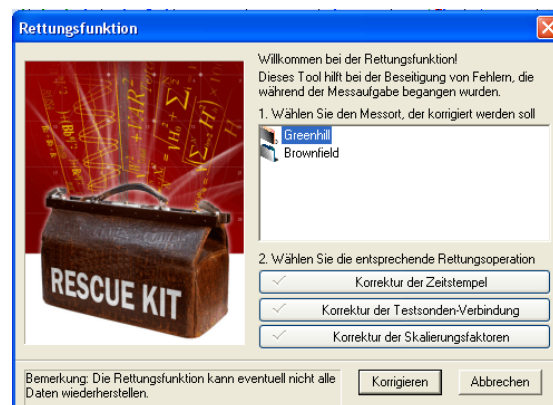 Rettungsfunktion
Willkommen bei der Rettungsfunktion!
Dieses Tool hilft bei der Beseitigung von Fehlern, die
während der Messaufgabe begangen wurden.
1. Wählen Sie den Messort, der korrigiert werden soll
Greenhill
Brownfield
RESCUE KIT
2. Wählen Sie die entsprechende Rettungsoperation
Korrektur der Zeitstempel
Korrektur der Testsonden-Verbindung
Korrektur der Skalierungsfaktoren
Bemerkung: Die Rettungsfunktion kann eventuell nicht alle
Daten wiederherstellen.
Korrigieren
Abbrechen